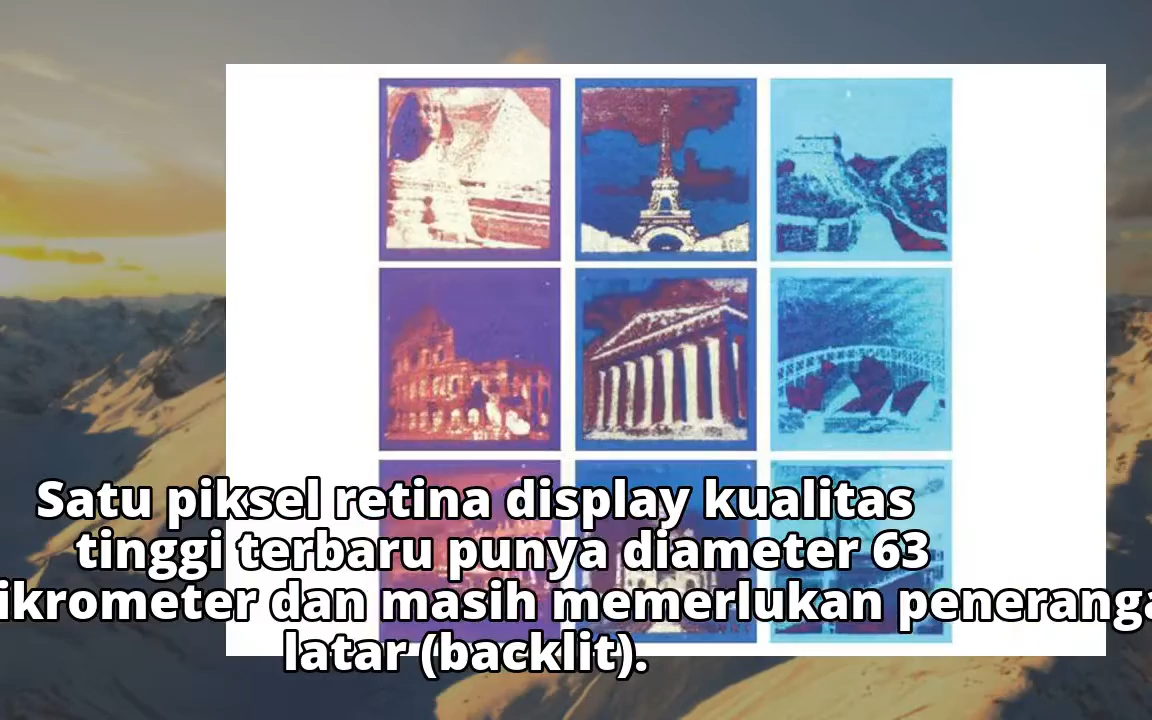 Satu piksel retina display kualitas
tinggi terbaru punya diameter 63
ikrometer dan masih memerlukan peneranga
latar (backlit).